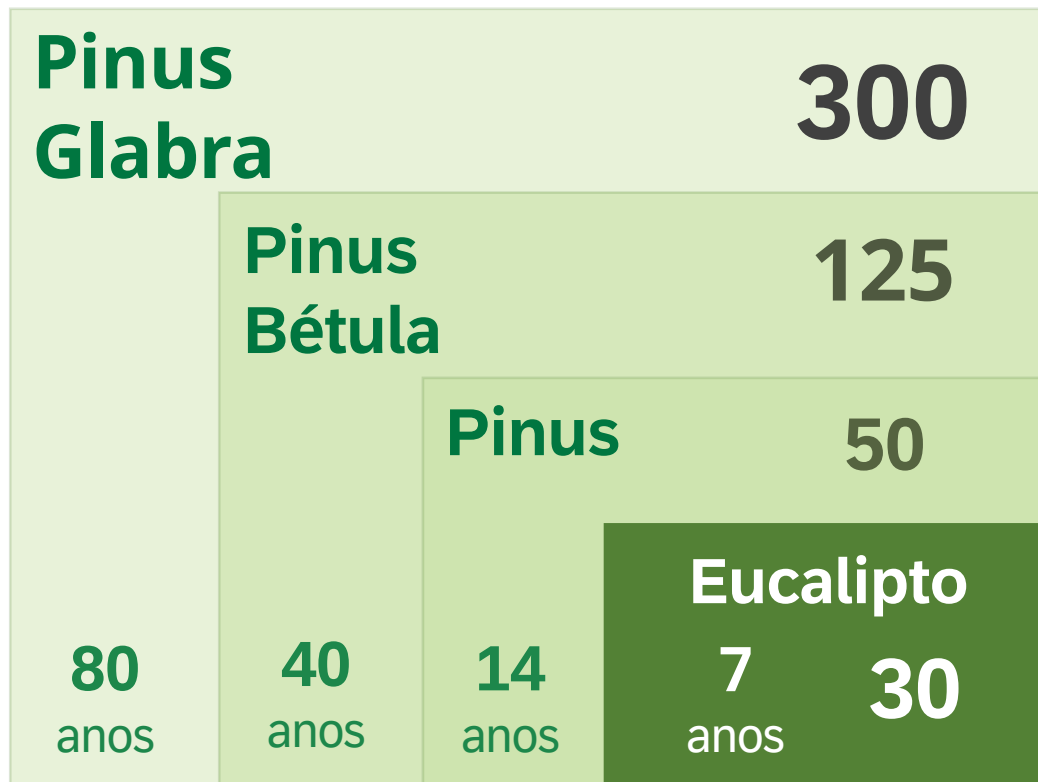 Pinus
Glabra
300
Pinus
Bétula
125
Pinus
50
Eucalipto
80
anos
40
anos
14
anos
7
anos
30